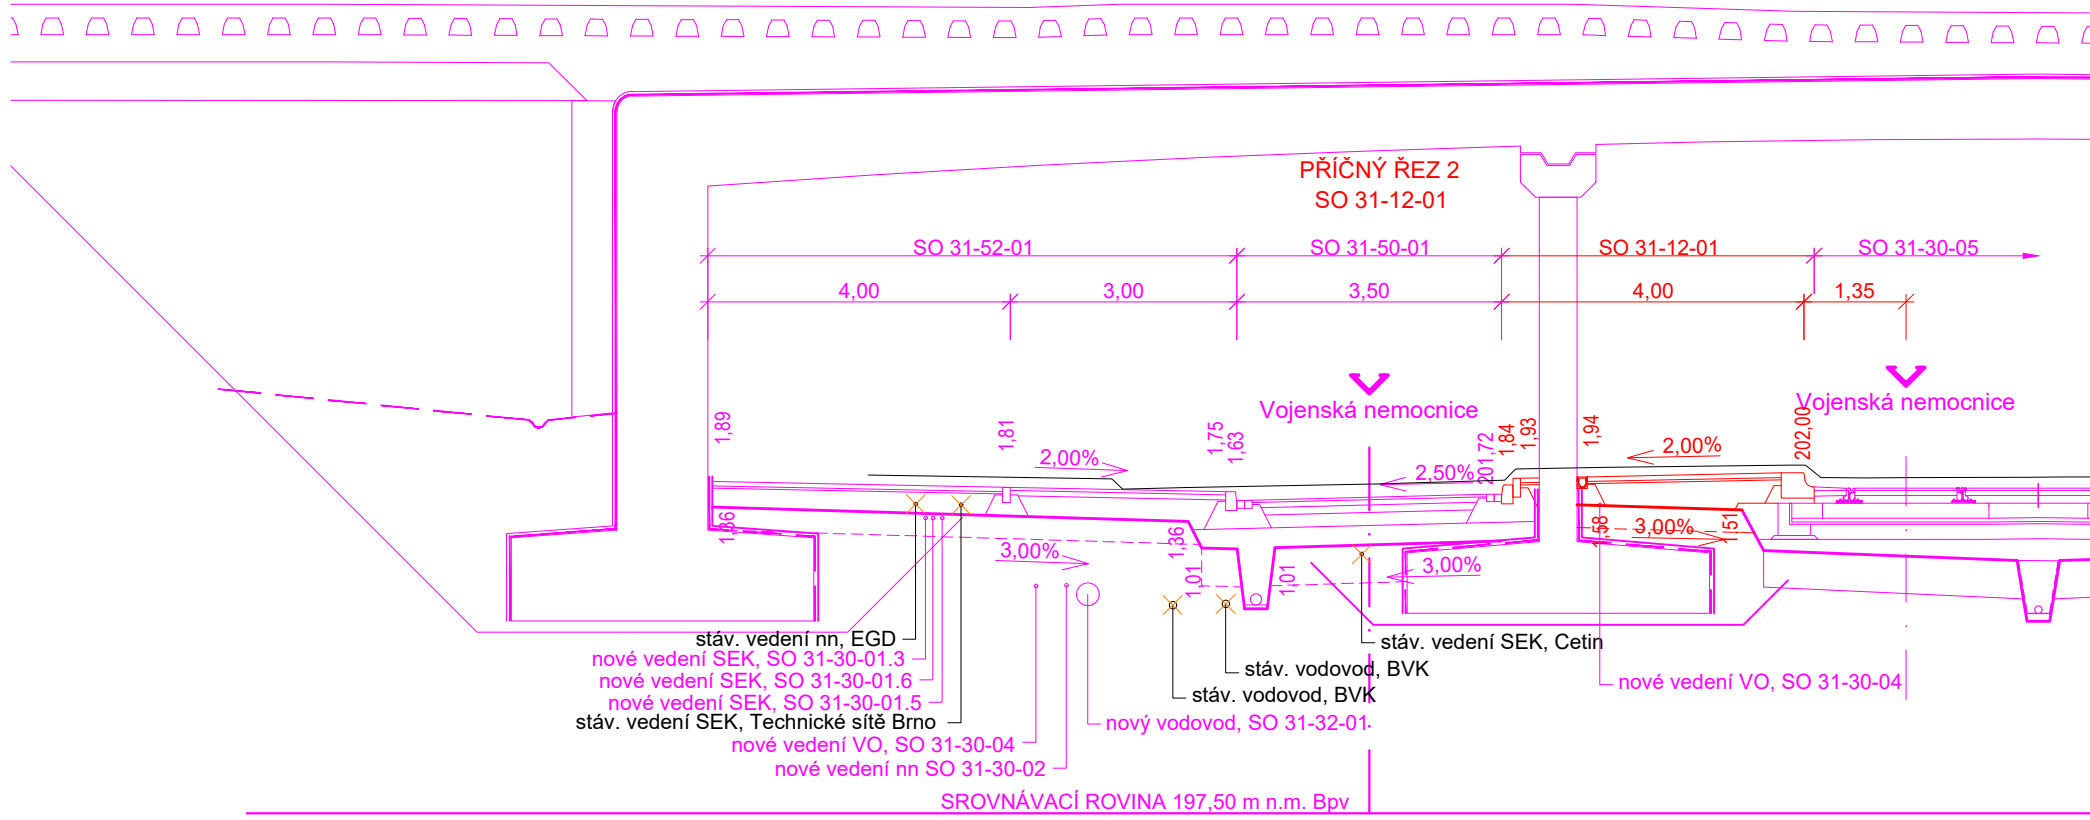 PŘÍČNÝ ŘEZ 2
SO 31-12-01
SO 31-52-01
SO 31-50-01
SO 31-12-01
SO 31-30-05
4,00
3,00
3,50
4,00
1,35
Vojenská nemocnice
Vojenská nemocnice
1,89
1,81
1,75
1,63
201,72
1,84
1,93
1,94
202,00
2,00%
2,50%
2,00%
1,86
1,36
1,01
1,01
1,58
1,51
3,00%
3,00%
3,00%
stáv. vedení nn, EGD
nové vedení SEK, SO 31-30-01.3
nové vedení SEK, SO 31-30-01.6
nové vedení SEK, SO 31-30-01.5
stáv. vedení SEK, Technické sítě Brno
nové vedení VO, SO 31-30-04
nové vedení nn SO 31-30-02
stáv. vedení SEK, Cetin
stáv. vodovod, BVK
stáv. vodovod, BVK
nový vodovod, SO 31-32-01
nové vedení VO, SO 31-30-04
SROVNÁVACÍ ROVINA 197,50 m n.m. Bpv